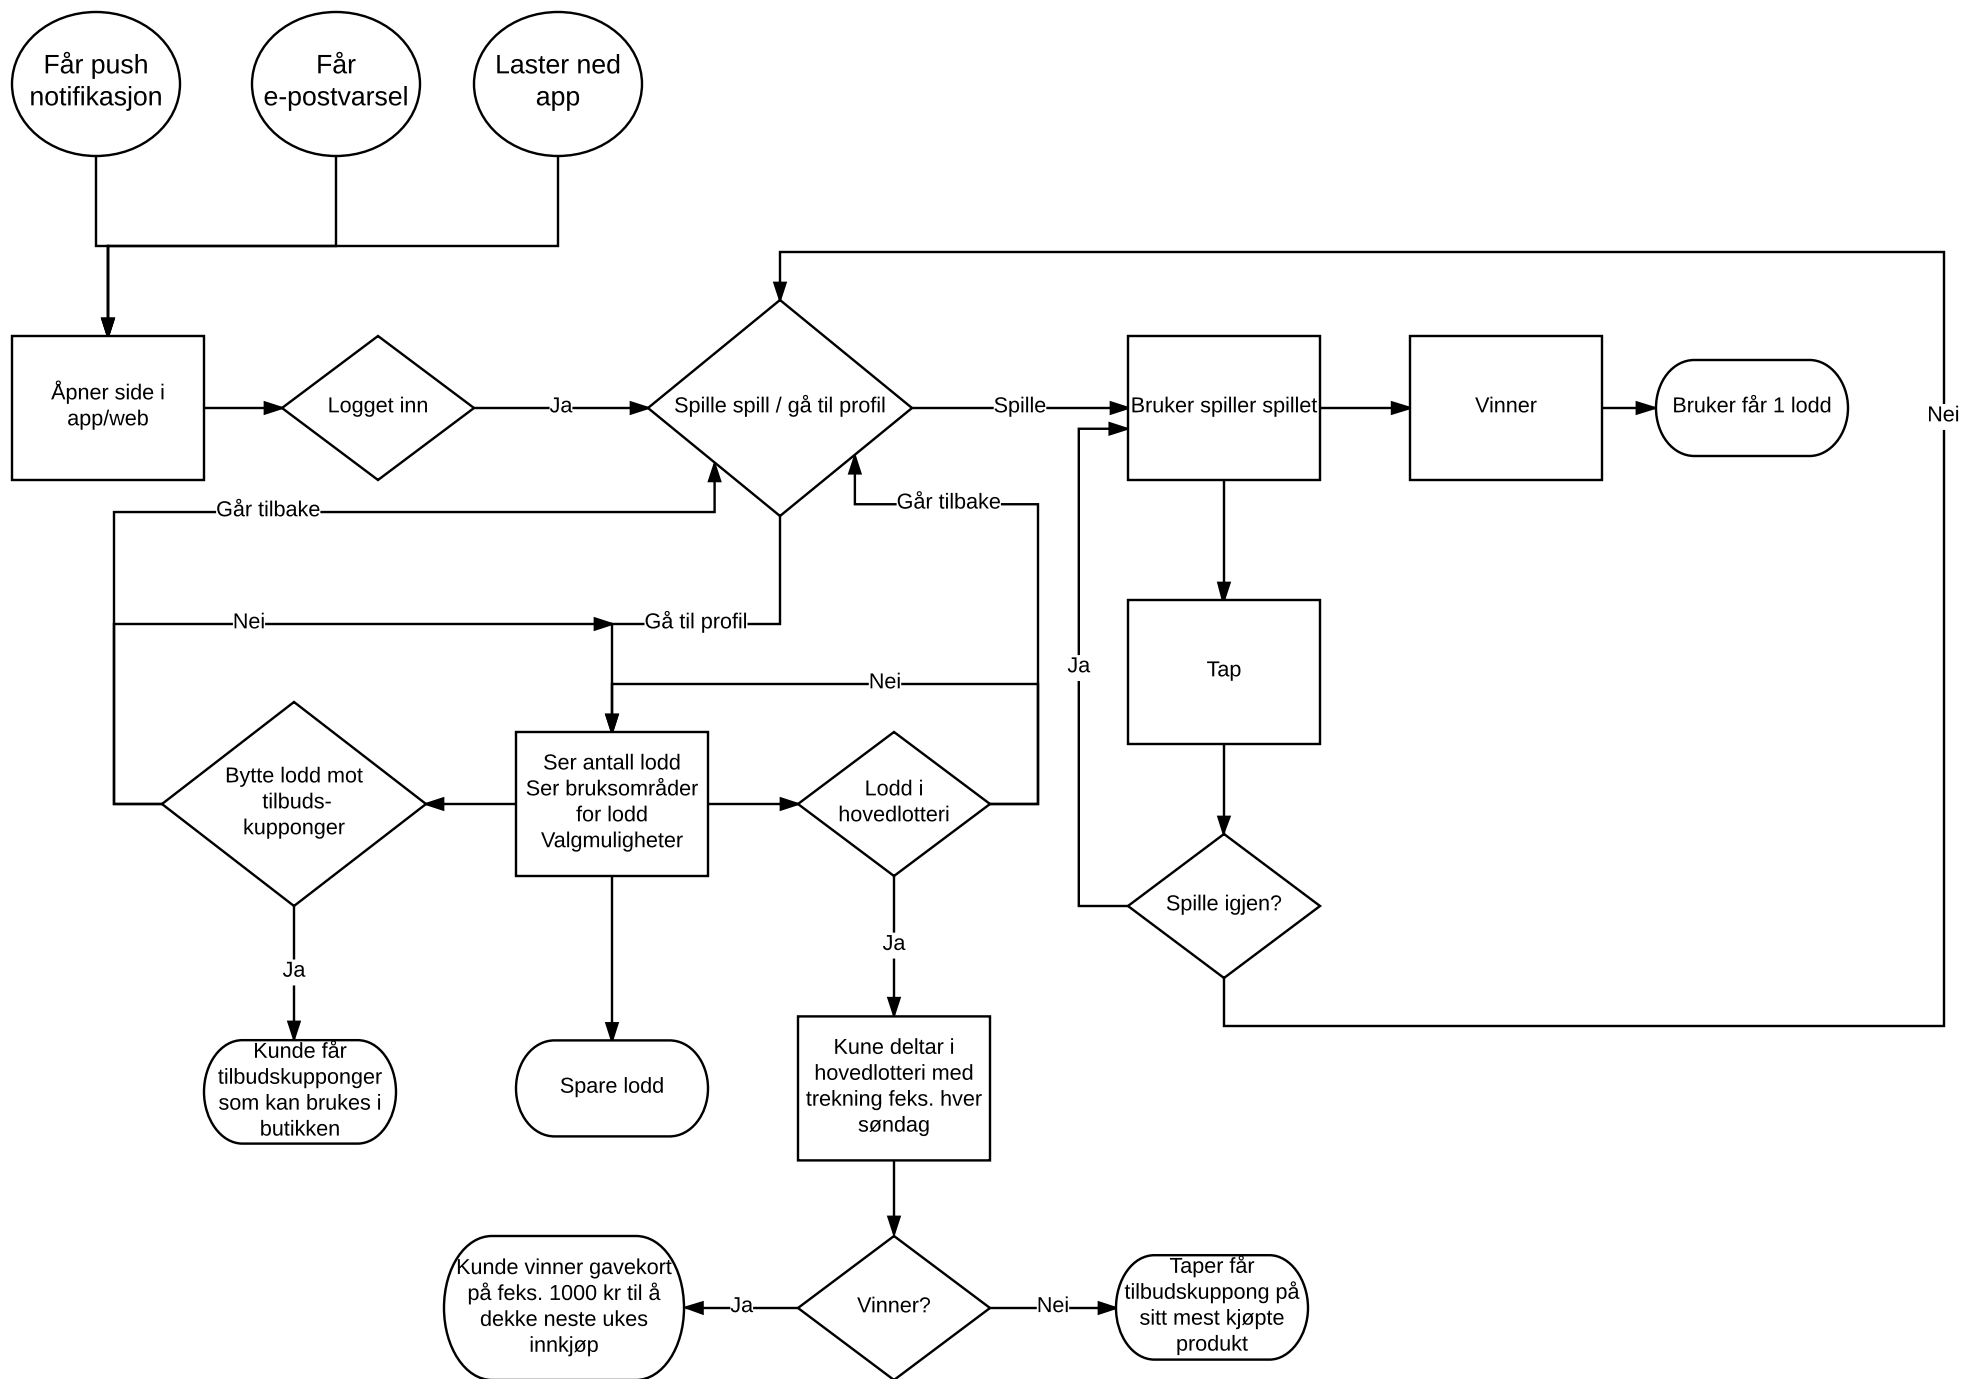 Får push
notifikasjon
Får
e-postvarsel
Laster ned
app
Åpner side i
app/web
Logget inn
Ja
Spille spill / gå til profil
Spille
Bruker spiller spillet
Vinner
Bruker får 1 lodd
Nei
Går tilbake
Går tilbake
Nei
Gå til profil
Nei
Ja
Tap
Bytte lodd mot
tilbuds-
kupponger
Ser antall lodd
Ser bruksområder
for lodd
Valgmuligheter
Lodd i
hovedlotteri
Spille igjen?
Ja
Ja
Kunde får
tilbudskupponger
som kan brukes i
butikken
Spare lodd
Kune deltar i
hovedlotteri med
trekning feks. hver
søndag
Kunde vinner gavekort
på feks. 1000 kr til å
dekke neste ukes
innkjøp
Ja
Vinner?
Nei
Taper får
tilbudskuppong på
sitt mest kjøpte
produkt